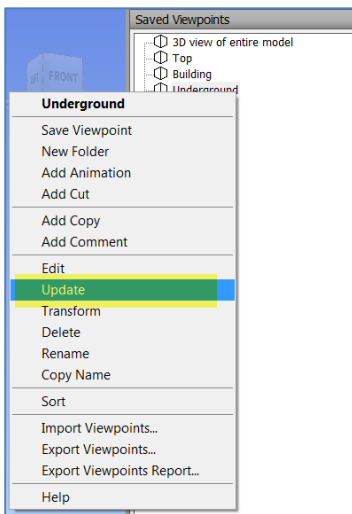 Saved Viewpoints
3D view of entire model
Top
Building
Underground
FRONT
Underground
Save Viewpoint
New Folder
Add Animation
Add Cut
Add Copy
Add Comment
Edit
Update
Transform
Delete
Rename
Copy Name
Sort
Import Viewpoints...
Export Viewpoints...
Export Viewpoints Report...
Help